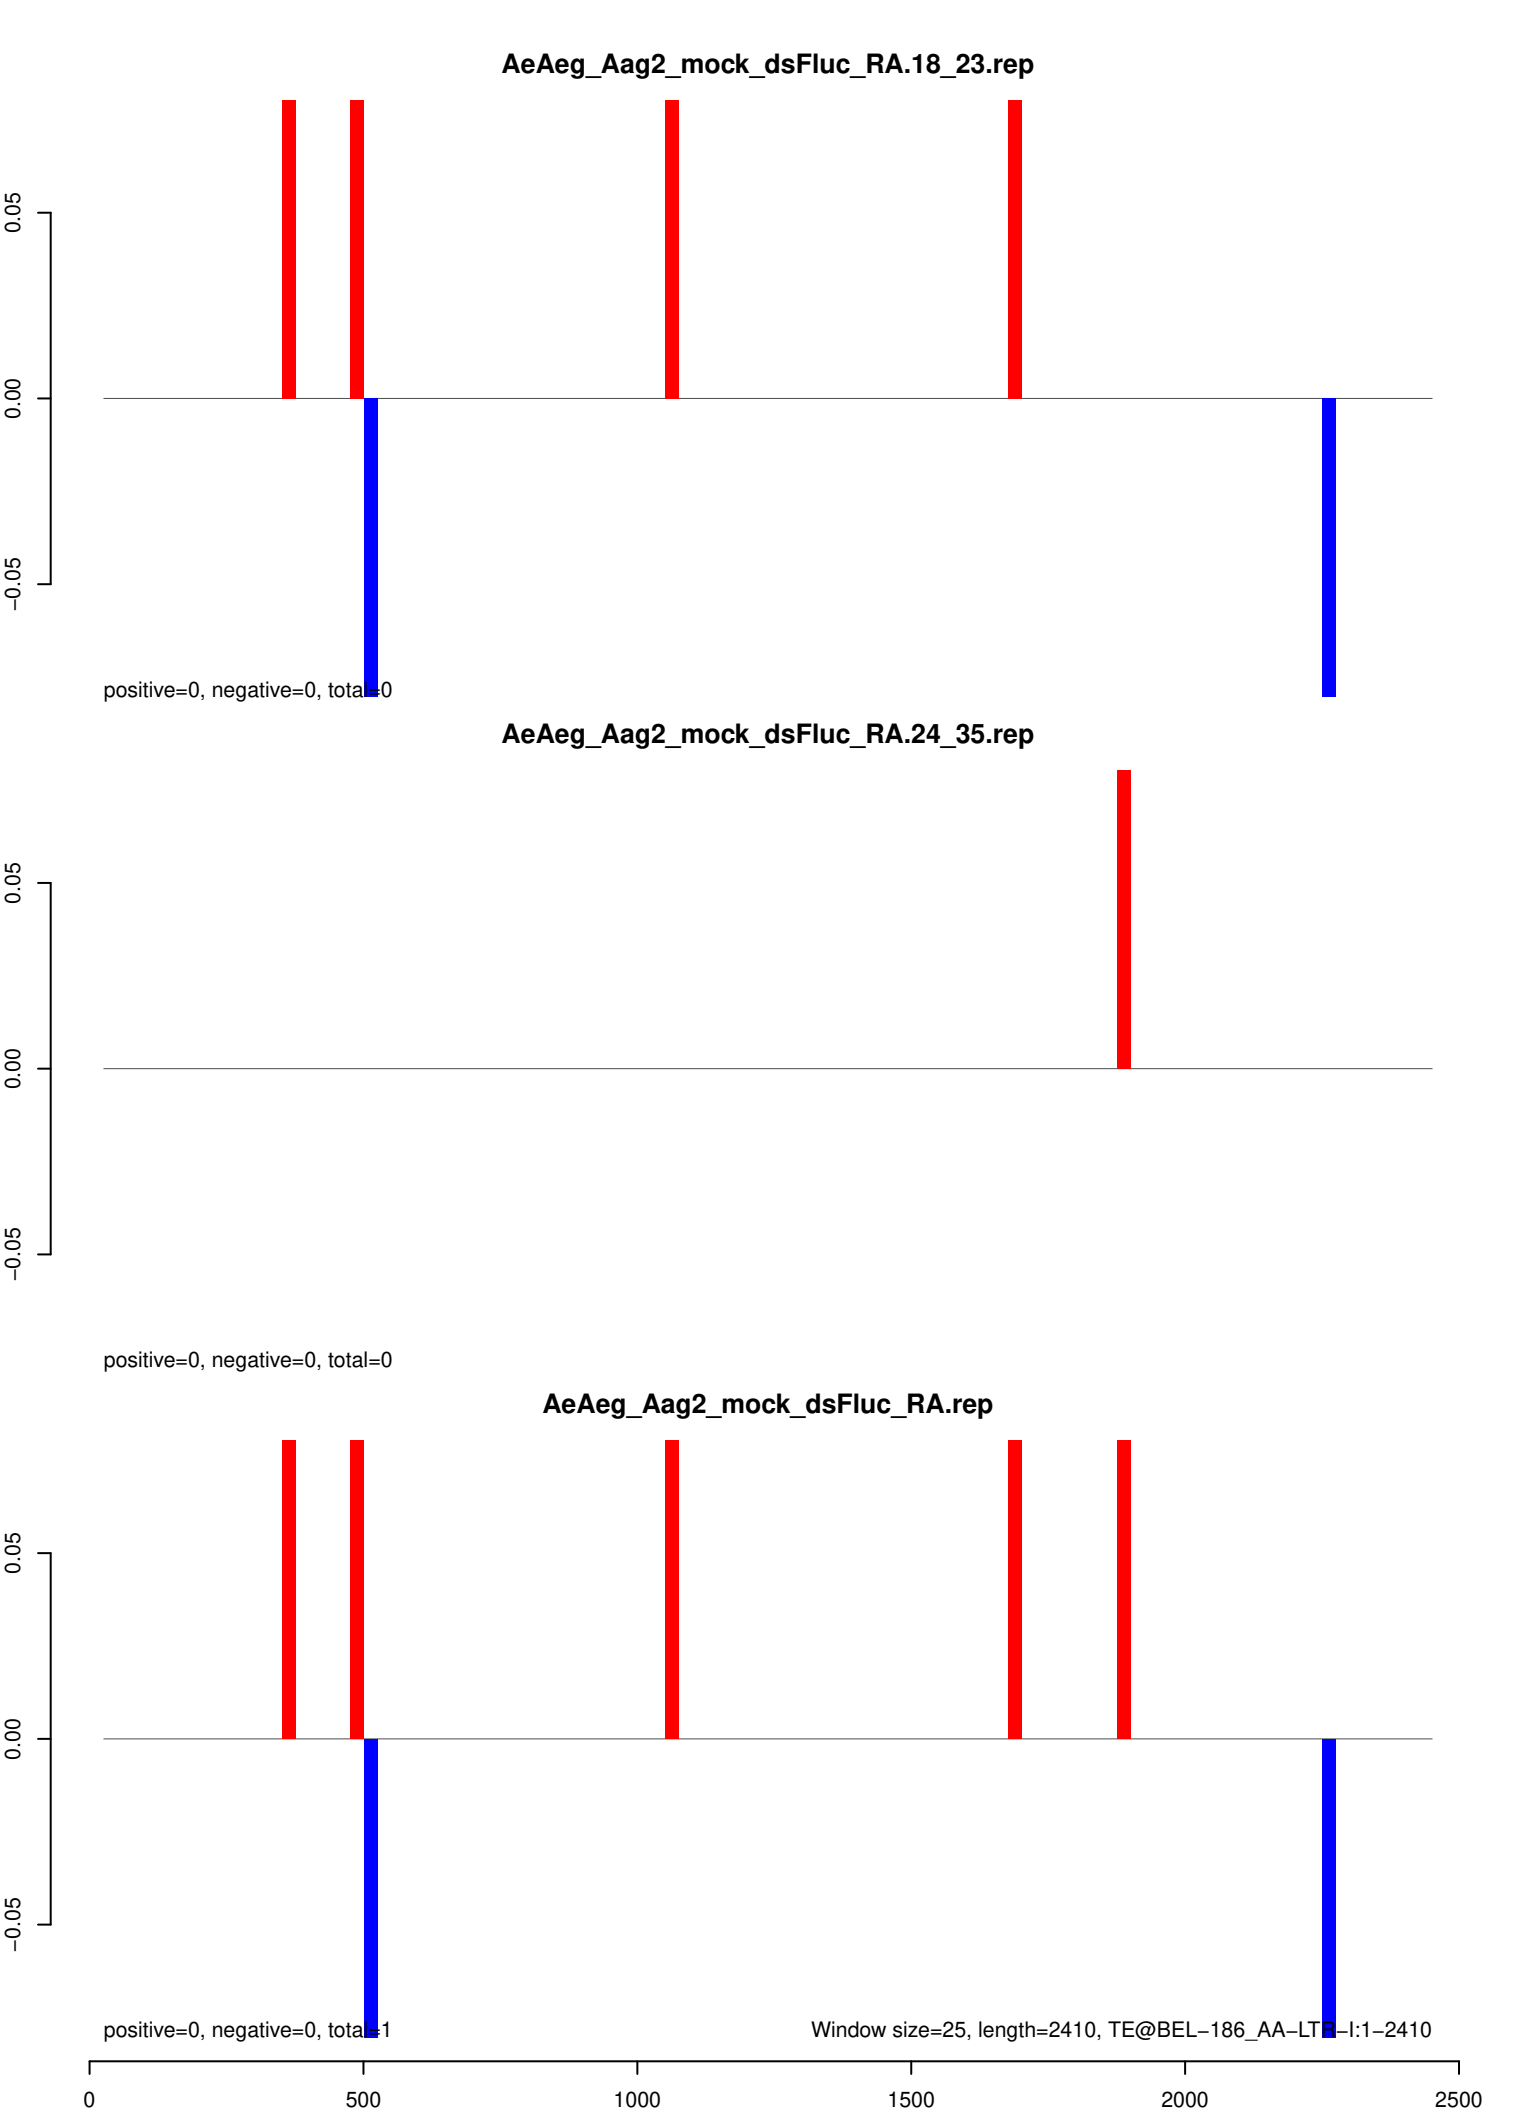 AeAeg_Aag2_mock_dsFluc_RA.18_23.rep
0.05
0.00
−0.05
positive=0, negative=0, total=0
AeAeg_Aag2_mock_dsFluc_RA.24_35.rep
0.05
0.00
−0.05
positive=0, negative=0, total=0
AeAeg_Aag2_mock_dsFluc_RA.rep
0.05
0.00
−0.05
positive=0, negative=0, total=1
Window size=25, length=2410, TE@BEL−186_AA−LTR−I:1−2410
0 500 1000 1500 2000 2500